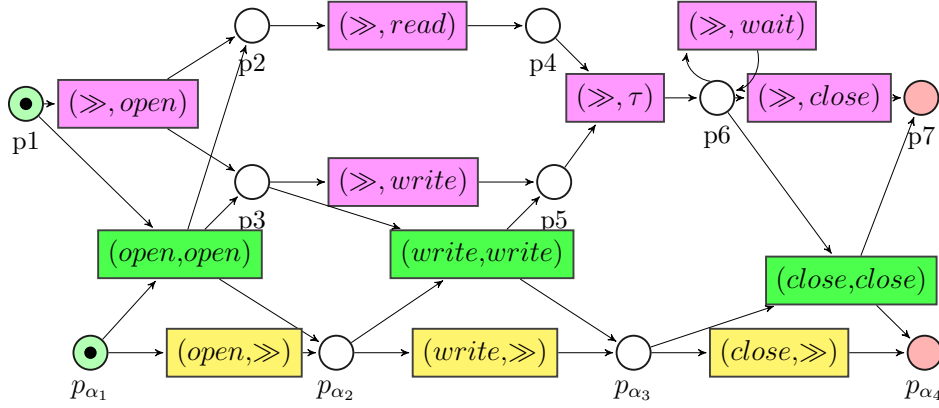 (≫, wait)
(≫, read)
p2
p4
(≫, open)
(≫, τ)
(≫, close)
p1
p6
p7
(≫, write)
p3
p5
(open,open)
(write,write)
(close,close)
(open,≫)
(write,≫)
(close,≫)
pα1
pα2
pα3
pα4